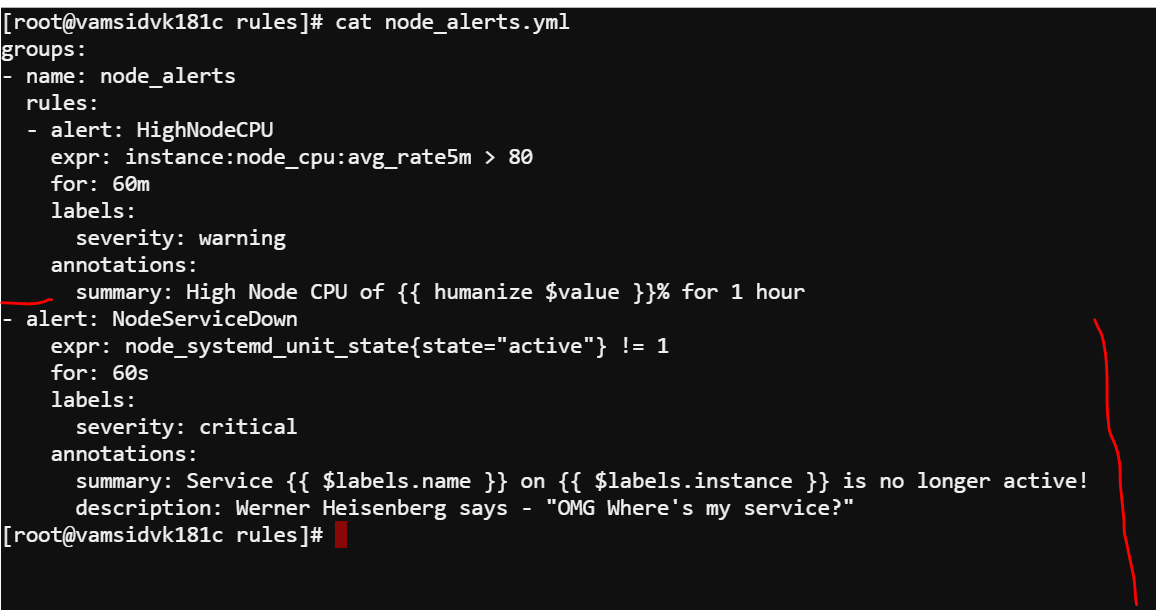 [root@vamsidvk181c rules]# cat node_alerts.yml
groups:
- name: node_alerts
  rules:
  - alert: HighNodeCPU
    expr: instance:node_cpu:avg_rate5m > 80
    for: 60m
    labels:
      severity: warning
    annotations:
      summary: High Node CPU of {{ humanize $value }}% for 1 hour
- alert: NodeServiceDown
    expr: node_systemd_unit_state{state="active"} != 1
    for: 60s
    labels:
      severity: critical
    annotations:
      summary: Service {{ $labels.name }} on {{ $labels.instance }} is no longer active!
      description: Werner Heisenberg says - "OMG Where's my service?"
[root@vamsidvk181c rules]#